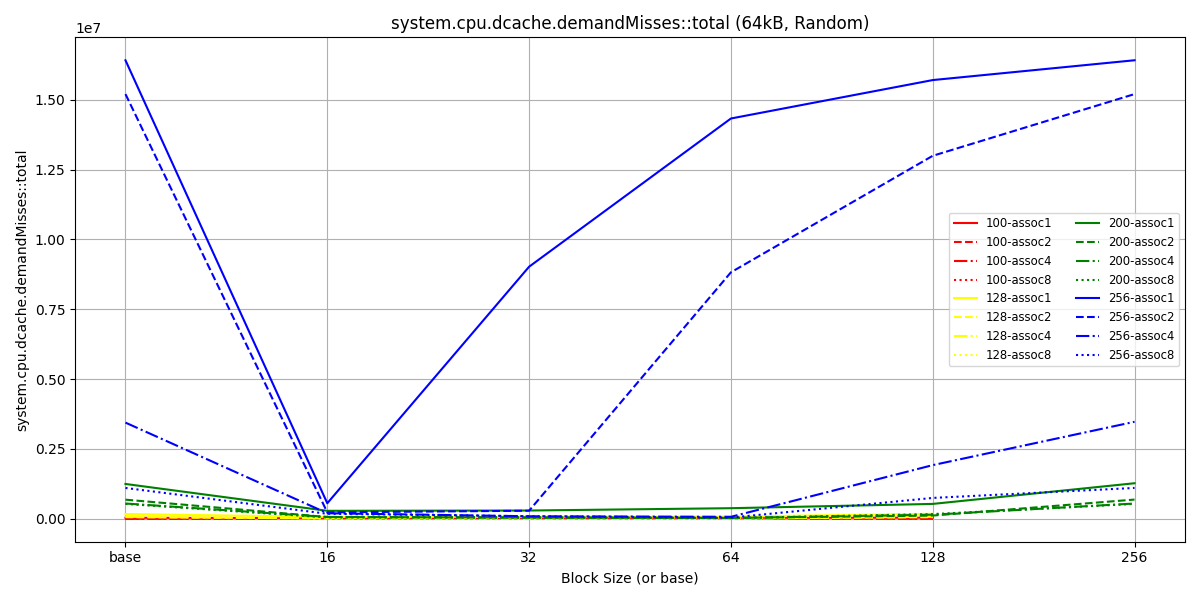 system.cpu.dcache.demandMisses::total (64kB, Random)
1e7
system.cpu.dcache.demandMisses::total
1.50
1.25
1.00
0.75
0.50
0.25
0.00
100-assoc1
100-assoc2
100-assoc4
100-assoc8
128-assoc1
128-assoc2
128-assoc4
128-assoc8
200-assoc1
200-assoc2
200-assoc4
200-assoc8
256-assoc1
256-assoc2
256-assoc4
256-assoc8
base 16 32 64 128 256
Block Size (or base)